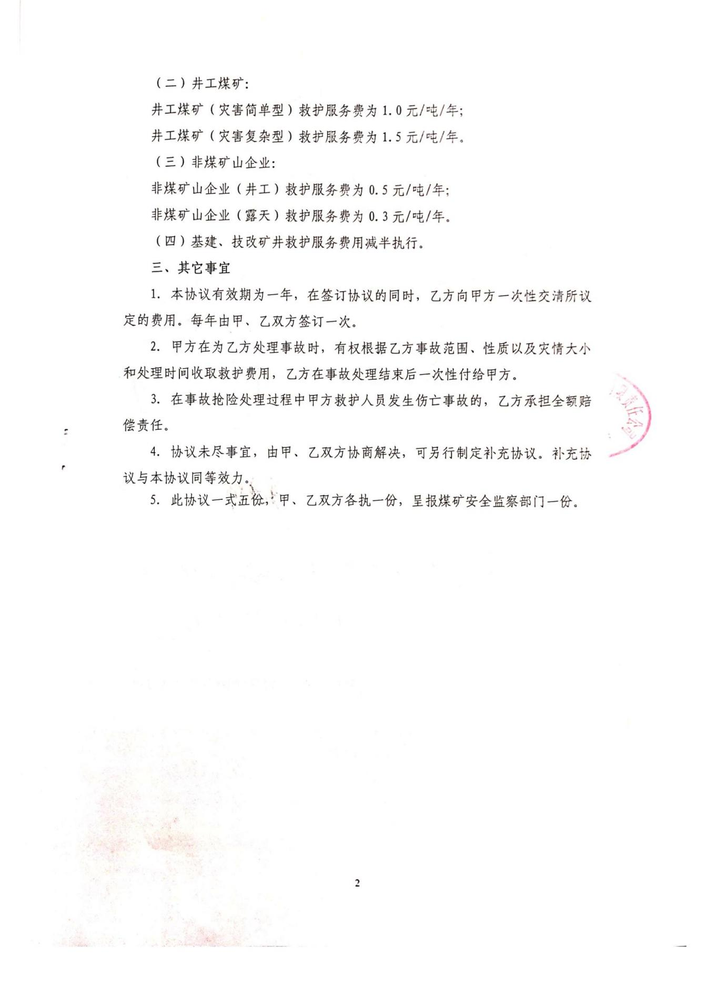 （二）井工煤矿：
井工煤矿（灾害简单型）救护服务费为1.0元/吨/年；
井工煤矿（灾害复杂型）救护服务费为1.5元/吨/年。
（三）非煤矿山企业：
非煤矿山企业（井工）救护服务费为0.5元/吨/年；
非煤矿山企业（露天）救护服务费为0.3元/吨/年。
（四）基建、技改矿井救护服务费用减半执行。
三、其它事宜
1. 本协议有效期为一年，在签订协议的同时，乙方向甲方一次性交清所议
定的费用。每年由甲、乙双方签订一次。
2. 甲方在为乙方处理事故时，有权根据乙方事故范围、性质以及灾情大小
和处理时间收取救护费用，乙方在事故处理结束后一次性付给甲方。
3. 在事故抢险处理过程中甲方救护人员发生伤亡事故的，乙方承担全额赔
偿责任。
4. 协议未尽事宜，由甲、乙双方协商解决，可另行制定补充协议。补充协
议与本协议同等效力。
5. 此协议一式五份，甲、乙双方各执一份，呈报煤矿安全监察部门一份。
责任公司
2